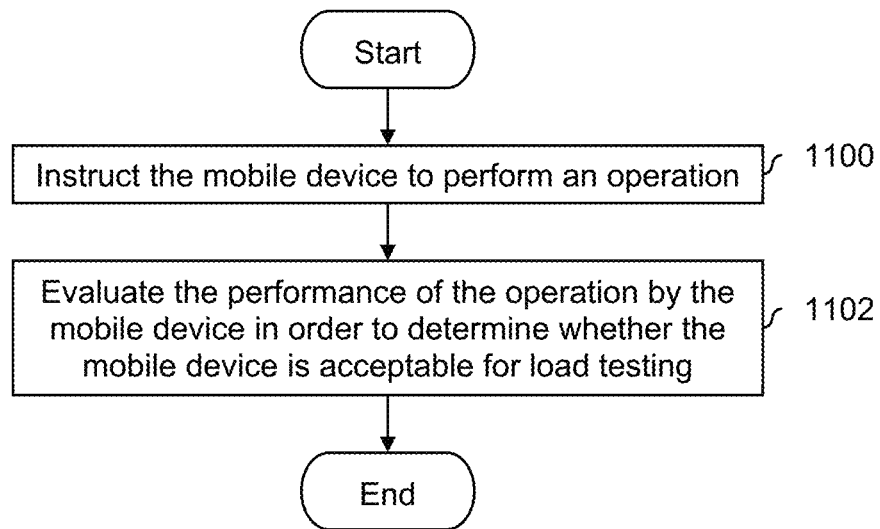 Start
Instruct the mobile device to perform an operation
1100
Evaluate the performance of the operation by the
mobile device in order to determine whether the
mobile device is acceptable for load testing
1102
End